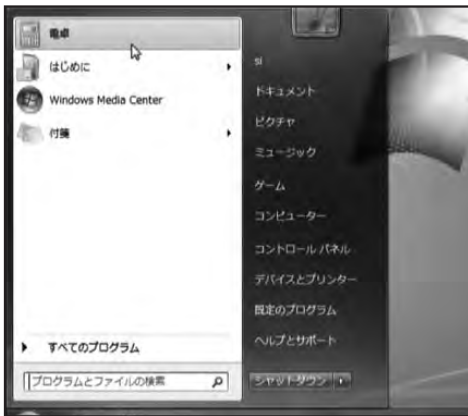 電卓
はじめに
Windows Media Center
付箋
すべてのプログラム
プログラムとファイルの検索
si
ドキュメント
ピクチャ
ミュージック
ゲーム
コンピューター
コントロール パネル
デバイスとプリンター
既定のプログラム
ヘルプとサポート
シャットダウン